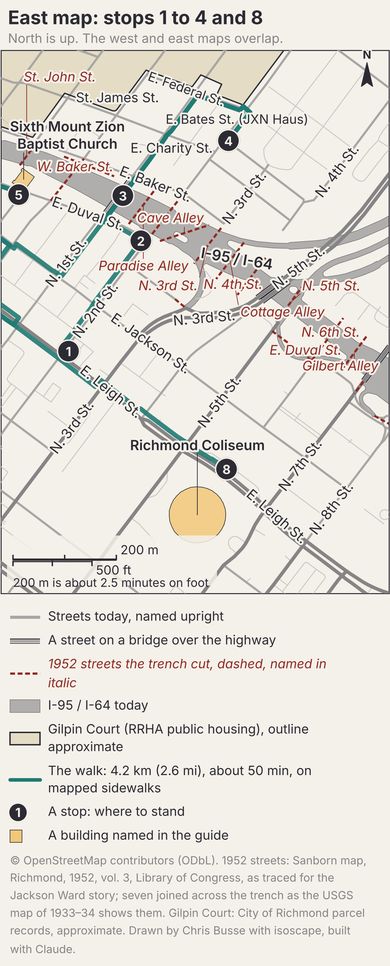 East map: stops 1 to 4 and 8
North is up. The west and east maps overlap.
N
St. John St.
E. Federal St.
St. James St.
E. Bates St. (JXN Haus)
Sixth Mount Zion
Baptist Church
4
E. Charity St.
W. Baker St.
E. Baker St.
N. 4th St.
5
3
N. 3rd St.
E. Duval St.
Cave Alley
2
I-95 / I-64
N. 1st St.
Paradise Alley
N. 5th St.
N. 3rd St.
N. 4th St.
N. 5th St.
Cottage Alley
N. 2nd St.
N. 3rd St.
N. 6th St.
E. Jackson St.
E. Duval St.
1
Gilbert Alley
E. Leigh St.
N. 5th St.
N. 3rd St.
Richmond Coliseum
8
N. 7th St.
E. Leigh St.
N. 8th St.
200 m
500 ft
200 m is about 2.5 minutes on foot
Streets today, named upright
A street on a bridge over the highway
1952 streets the trench cut, dashed, named in
italic
I-95 / I-64 today
Gilpin Court (RRHA public housing), outline
approximate
The walk: 4.2 km (2.6 mi), about 50 min, on
mapped sidewalks
1 A stop: where to stand
A building named in the guide
© OpenStreetMap contributors (ODbL). 1952 streets: Sanborn map,
Richmond, 1952, vol. 3, Library of Congress, as traced for the
Jackson Ward story; seven joined across the trench as the USGS
map of 1933–34 shows them. Gilpin Court: City of Richmond parcel
records, approximate. Drawn by Chris Busse with isoscape, built
with Claude.